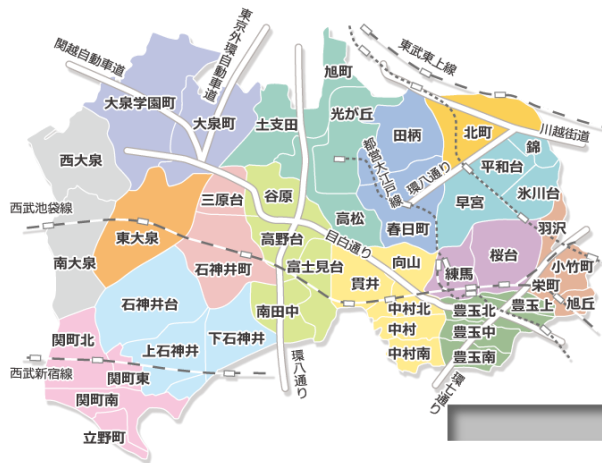 関越自動車道
東京外環自動車道
東武東上線
旭町
大泉学園町
大泉町
土支田
光が丘
田柄
北町
川越街道
錦
都営大江戸線
環八通り
平和台
西大泉
三原台
谷原
早宮
氷川台
西武池袋線
東大泉
高松
春日町
羽沢
高野台
目白通り
桜台
小竹町
南大泉
石神井町
富士見台
向山
練馬
栄町
貫井
旭丘
石神井台
南田中
中村北
豊玉北
豊玉上
関町北
上石神井
下石神井
中村
豊玉中
中村南
豊玉南
西武新宿線
関町東
環八通り
環七通り
関町南
立野町